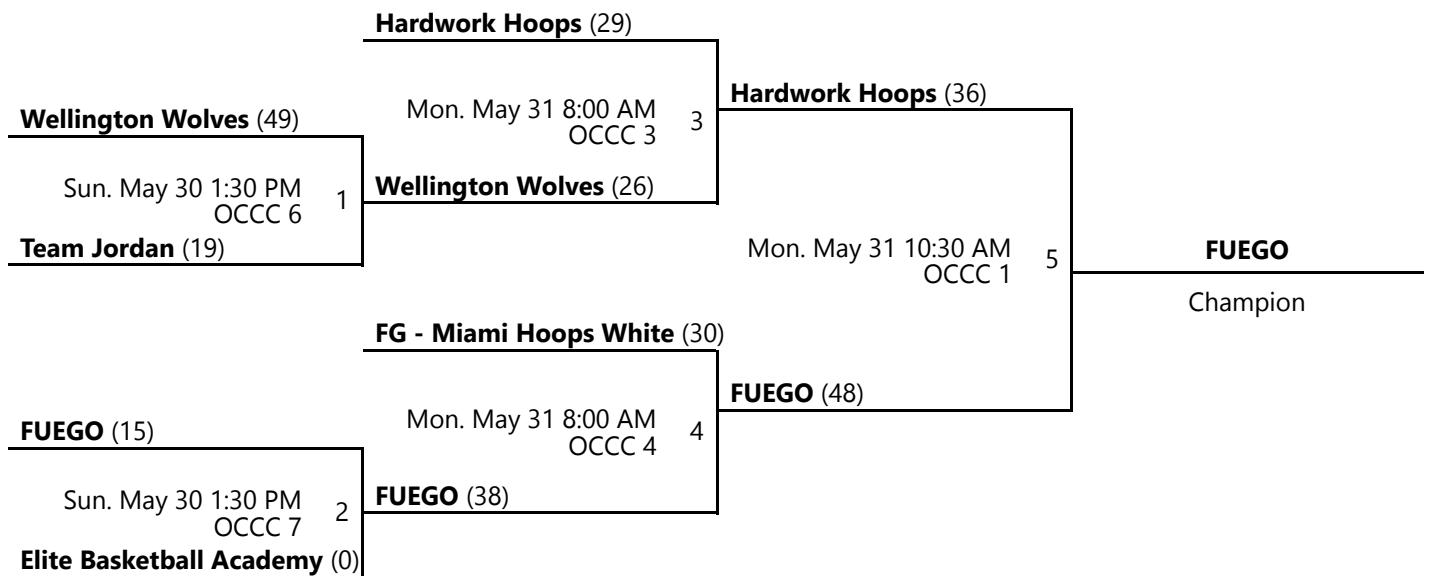 Hardwork Hoops (29)
Hardwork Hoops (36)
Wellington Wolves (49)
Mon. May 31 8:00 AM
OCCC 3
3
Sun. May 30 1:30 PM
OCCC 6
1
Wellington Wolves (26)
Team Jordan (19)
Mon. May 31 10:30 AM
OCCC 1
5
FUEGO
Champion
FG - Miami Hoops White (30)
FUEGO (48)
FUEGO (15)
Mon. May 31 8:00 AM
OCCC 4
4
Sun. May 30 1:30 PM
OCCC 7
2
FUEGO (38)
Elite Basketball Academy (0)